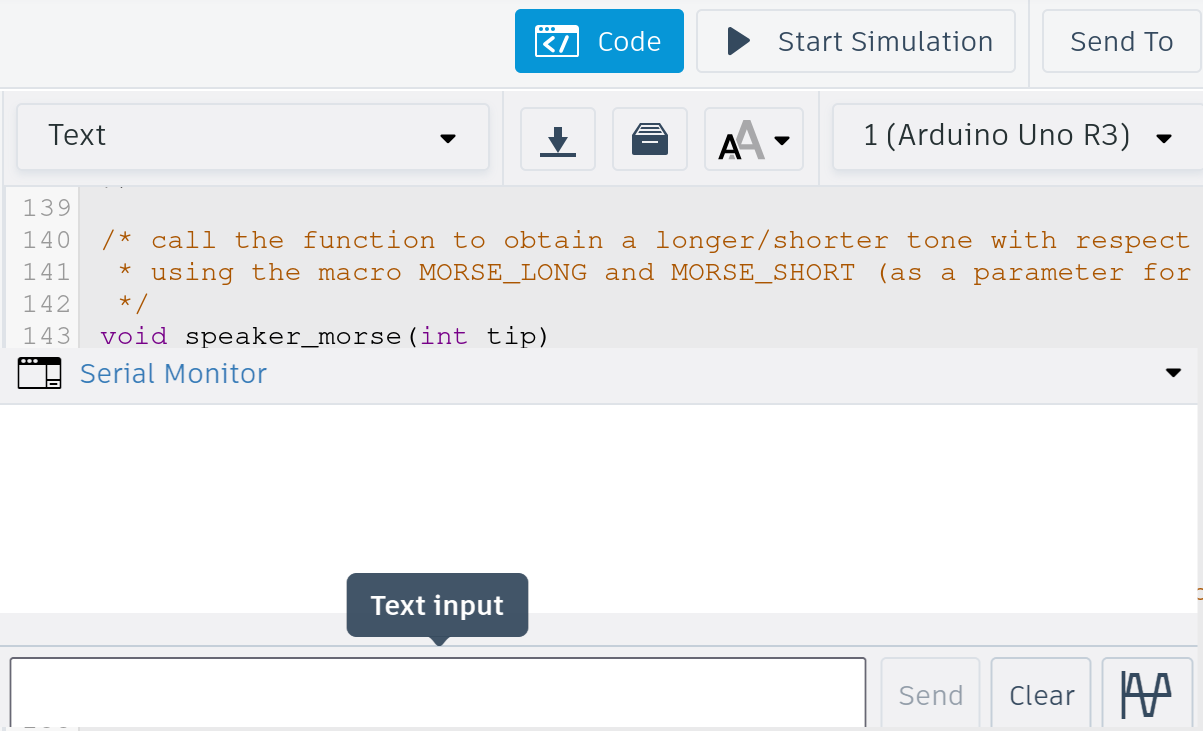 Code
Start Simulation
Send To
Text
1 (Arduino Uno R3)
139
140 /* call the function to obtain a longer/shorter tone with respect
141  * using the macro MORSE_LONG and MORSE_SHORT (as a parameter for
142  */
143 void speaker_morse(int tip)
Serial Monitor
Text input
Send
Clear